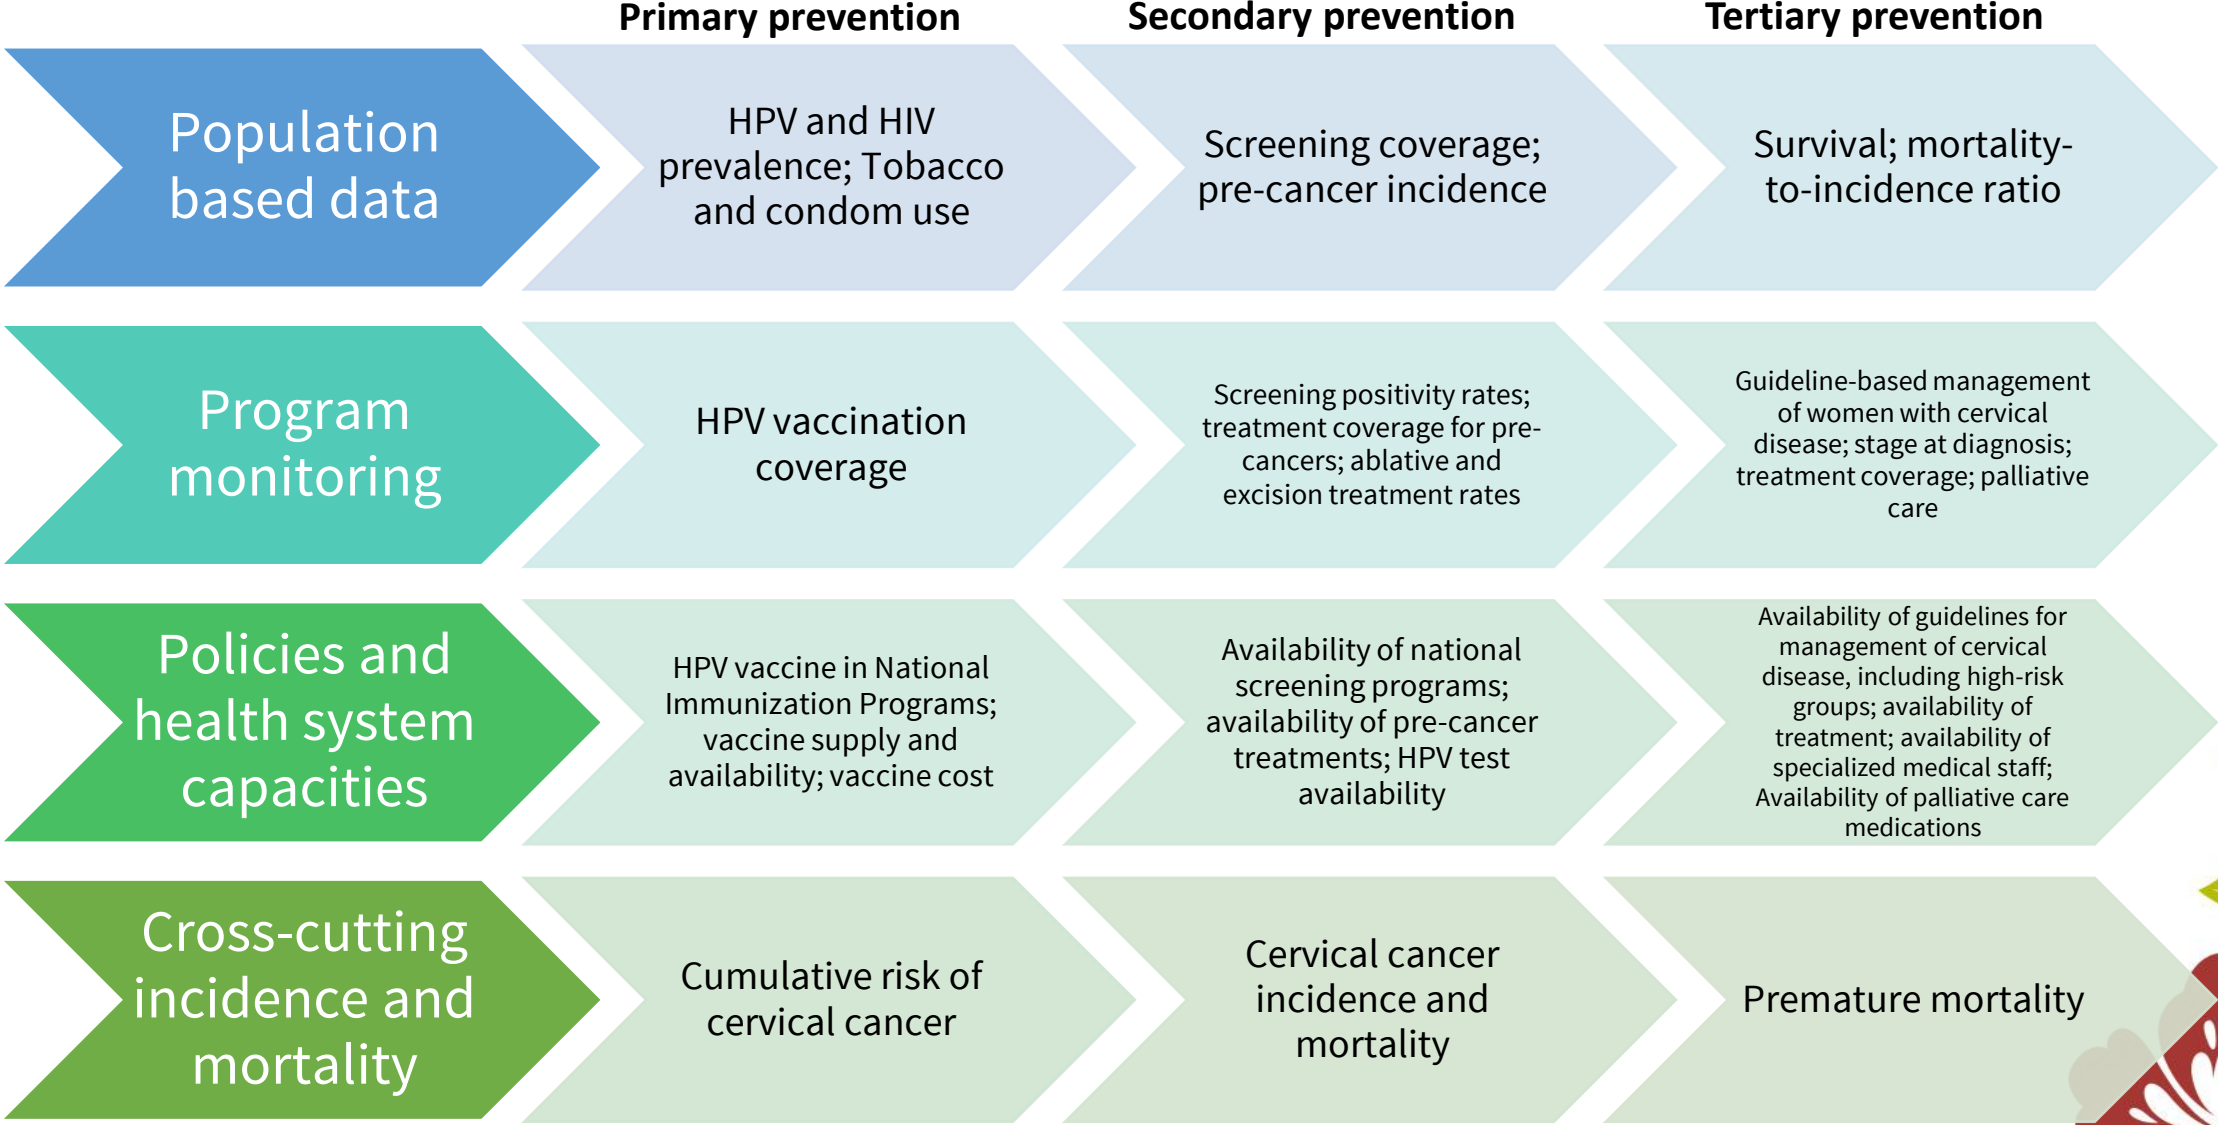 Primary prevention
Secondary prevention
Tertiary prevention
Population
based data
HPV and HIV
prevalence; Tobacco
and condom use
Screening coverage;
pre-cancer incidence
Survival; mortality-
to-incidence ratio
Program
monitoring
HPV vaccination
coverage
Screening positivity rates;
treatment coverage for pre-
cancers; ablative and
excision treatment rates
Guideline-based management
of women with cervical
disease; stage at diagnosis;
treatment coverage; palliative
care
Policies and
health system
capacities
HPV vaccine in National
Immunization Programs;
vaccine supply and
availability; vaccine cost
Availability of national
screening programs;
availability of pre-cancer
treatments; HPV test
availability
Availability of guidelines for
management of cervical
disease, including high-risk
groups; availability of
treatment; availability of
specialized medical staff;
Availability of palliative care
medications
Cross-cutting
incidence and
mortality
Cumulative risk of
cervical cancer
Cervical cancer
incidence and
mortality
Premature mortality